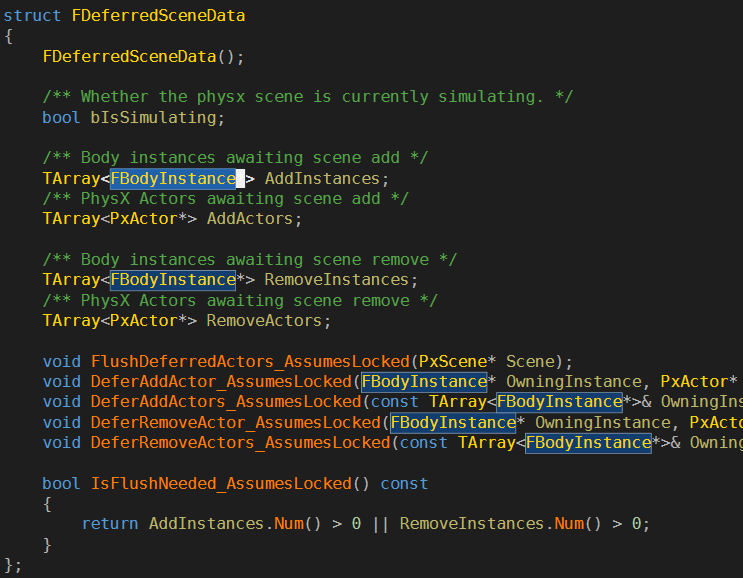 struct FDeferredSceneData
{
    FDeferredSceneData();

    /** Whether the physx scene is currently simulating. */
    bool bIsSimulating;

    /** Body instances awaiting scene add */
    TArray<FBodyInstance*> AddInstances;
    /** PhysX Actors awaiting scene add */
    TArray<PxActor*> AddActors;

    /** Body instances awaiting scene remove */
    TArray<FBodyInstance*> RemoveInstances;
    /** PhysX Actors awaiting scene remove */
    TArray<PxActor*> RemoveActors;

    void FlushDeferredActors_AssumesLocked(PxScene* Scene);
    void DeferAddActor_AssumesLocked(FBodyInstance* OwningInstance, PxActor*
    void DeferAddActors_AssumesLocked(const TArray<FBodyInstance*>& OwningIns
    void DeferRemoveActor_AssumesLocked(FBodyInstance* OwningInstance, PxActo
    void DeferRemoveActors_AssumesLocked(const TArray<FBodyInstance*>& Owning

    bool IsFlushNeeded_AssumesLocked() const
    {
        return AddInstances.Num() > 0 || RemoveInstances.Num() > 0;
    }
};